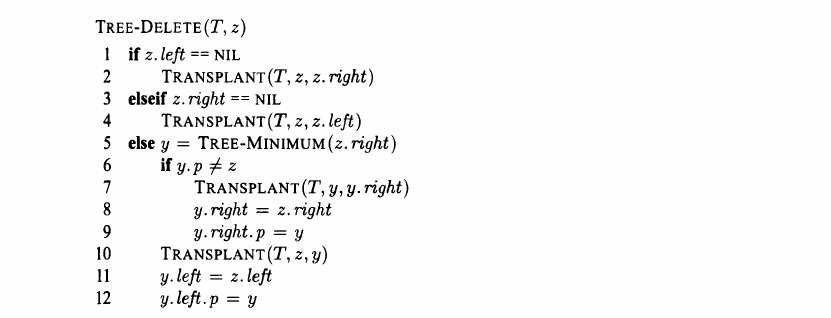 TREE-DELETE(T, z)
1 if z.left == NIL
2 TRANSPLANT(T, z, z.right)
3 elseif z.right == NIL
4 TRANSPLANT(T, z, z.left)
5 else y = TREE-MINIMUM(z.right)
6 if y.p ≠ z
7 TRANSPLANT(T, y, y.right)
8 y.right = z.right
9 y.right.p = y
10 TRANSPLANT(T, z, y)
11 y.left = z.left
12 y.left.p = y